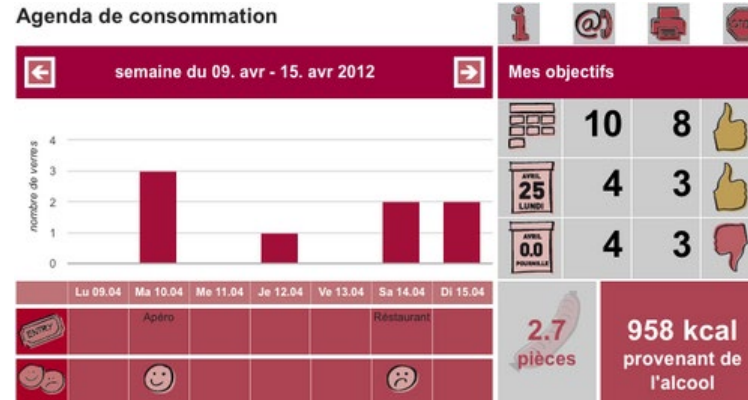 Agenda de consommation
semaine du 09. avr - 15. avr 2012
Mes objectifs
nombre de verres
4
3
2
1
0
Lu 09.04 Ma 10.04 Me 11.04 Je 12.04 Ve 13.04 Sa 14.04 Di 15.04
ENTRY Apéro Réstaurant
10 8
AVRIL
25
LUNDI
4 3
AVRIL
0.0
POURMILLE
4 3
2.7
pièces
958 kcal
provenant de
l'alcool